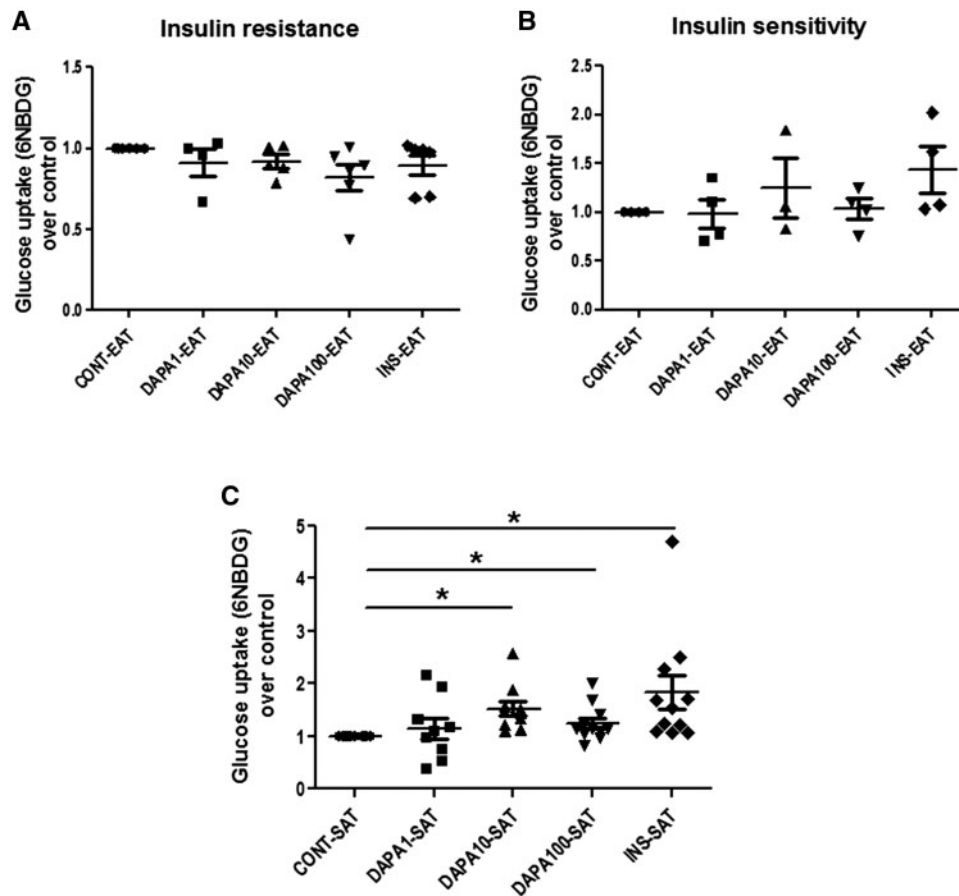 A
Insulin resistance
Glucose uptake (6NBDG)
over control
1.5
1.0
0.5
0.0
CONT-EAT
DAPA1-EAT
DAPA10-EAT
DAPA100-EAT
INS-EAT
B
Insulin sensitivity
Glucose uptake (6NBDG)
over control
2.5
2.0
1.5
1.0
0.5
0.0
CONT-EAT
DAPA1-EAT
DAPA10-EAT
DAPA100-EAT
INS-EAT
C
Glucose uptake (6NBDG)
over control
5
4
3
2
1
0
*
*
*
CONT-SAT
DAPA1-SAT
DAPA10-SAT
DAPA100-SAT
INS-SAT